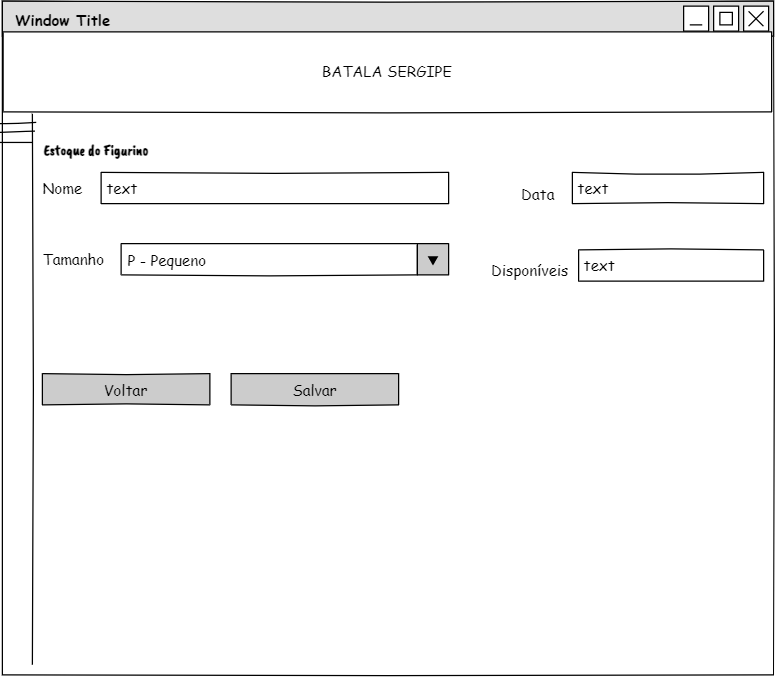 Window Title
BATALA SERGIPE
Estoque do Figurino
Nome text
Data text
Tamanho P - Pequeno
Disponíveis text
Voltar Salvar